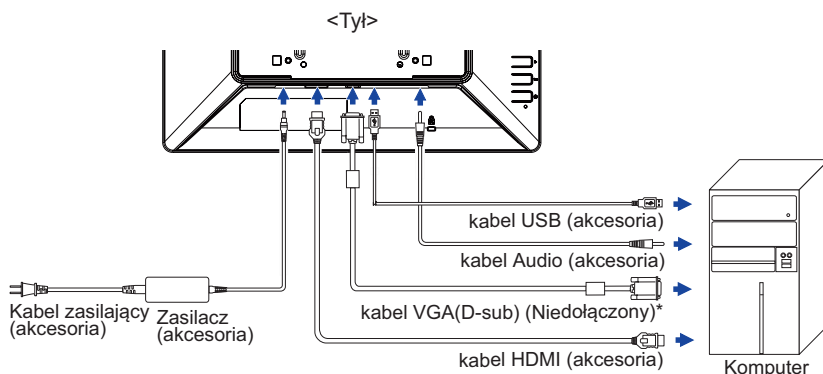 <Tył>
kabel USB (akcesoria)
kabel Audio (akcesoria)
Kabel zasilający
(akcesoria)
Zasilacz
(akcesoria)
kabel VGA(D-sub) (Niedołączony)*
kabel HDMI (akcesoria)
Komputer